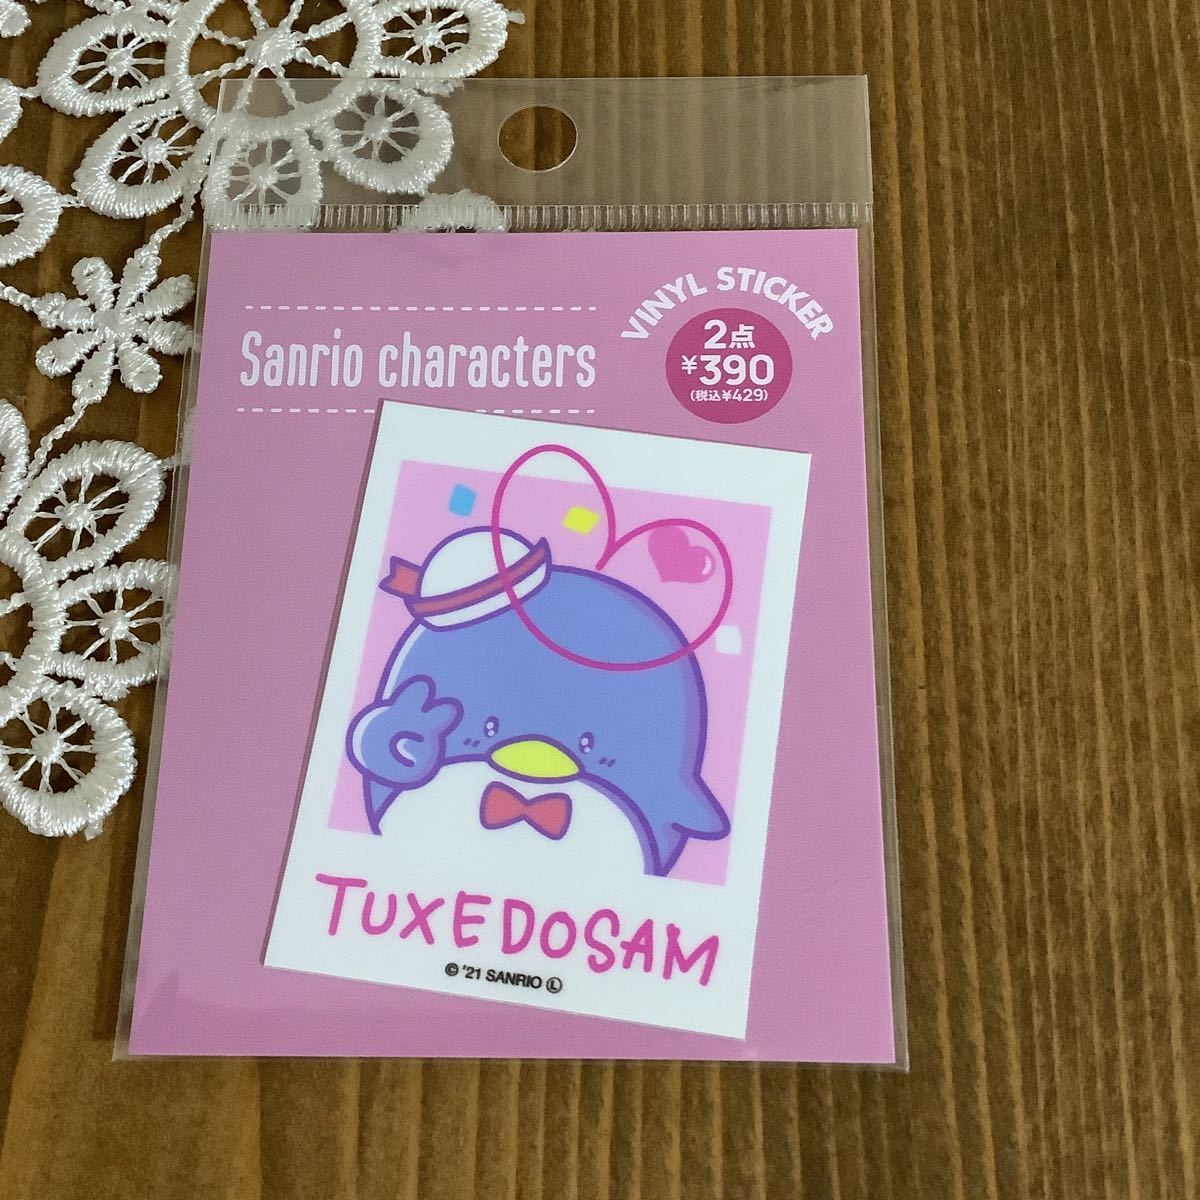 Sanrio characters
VINYL STICKER
2点
¥390
(税込¥429)
TUXEDOSAM
© '21 SANRIO Ⓛ